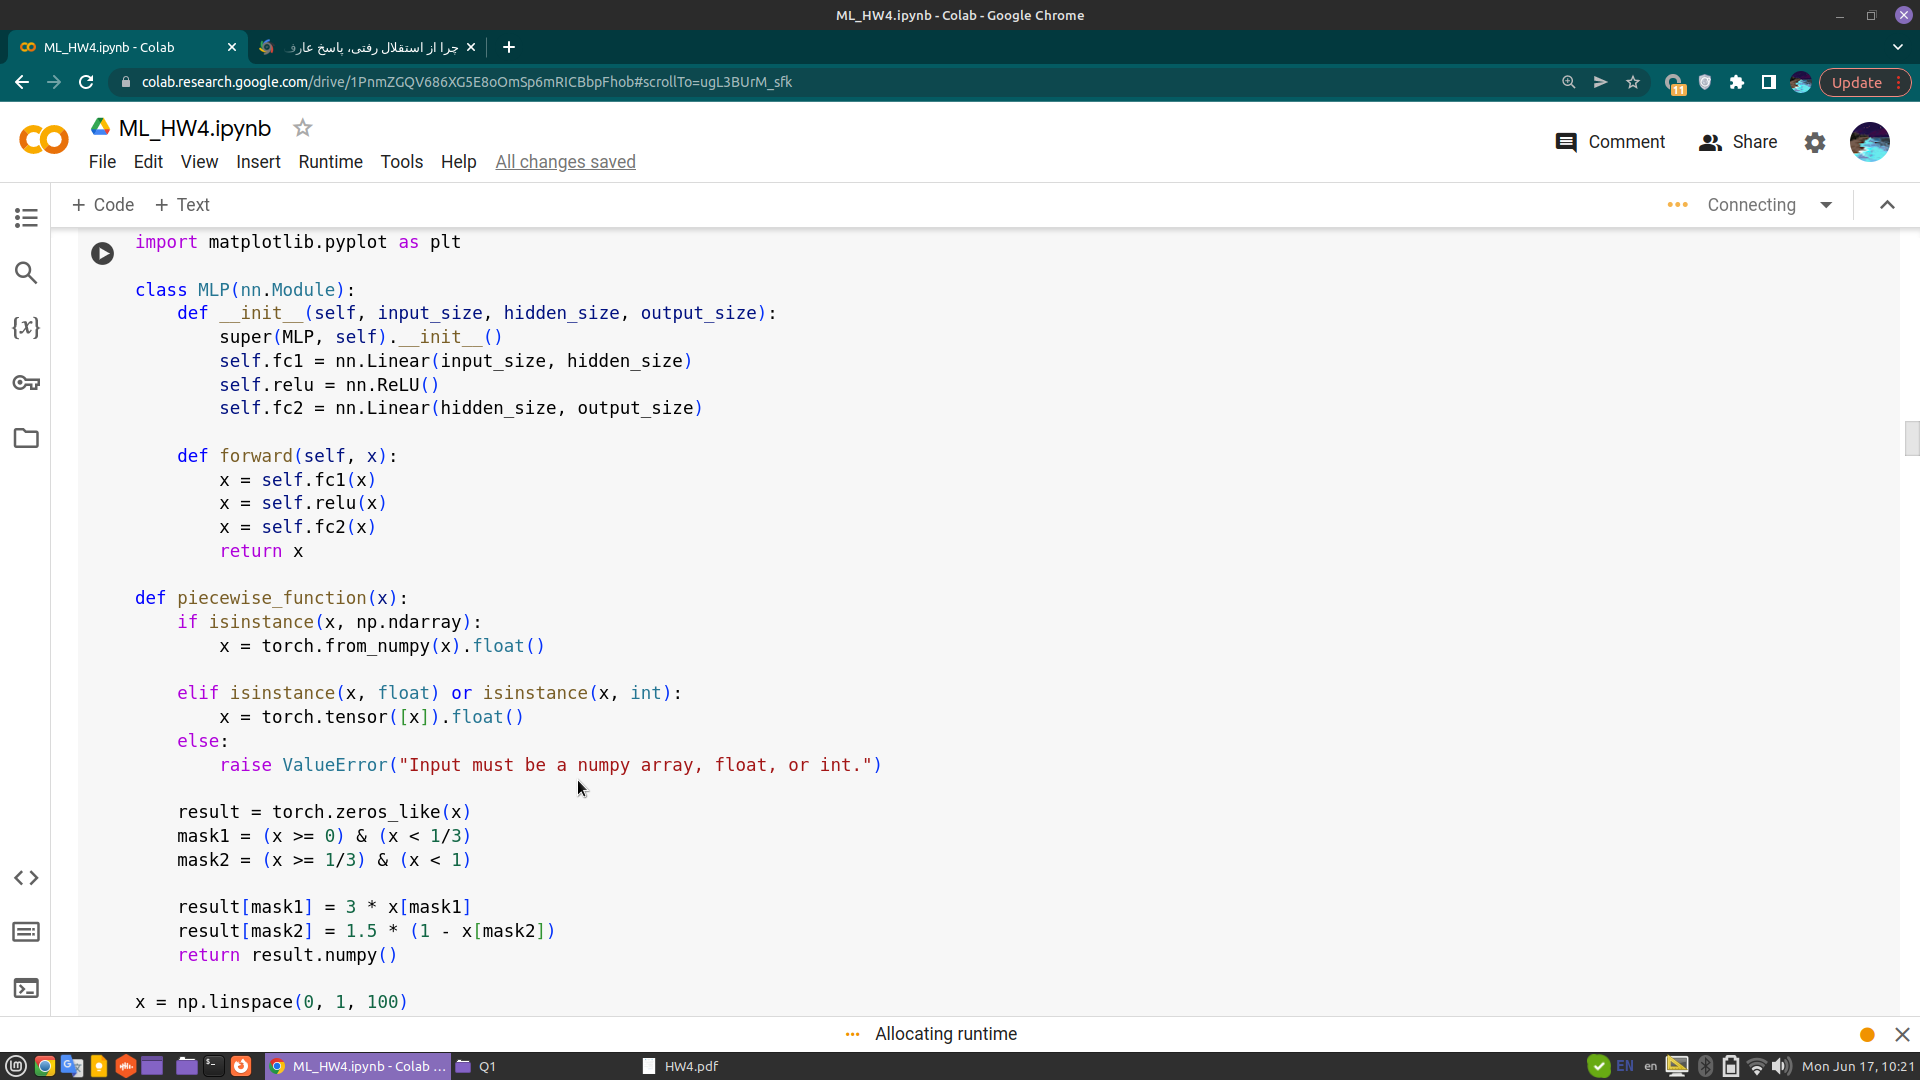 ML_HW4.ipynb - Colab - Google Chrome
ML_HW4.ipynb - Colab
چرا از استقلال رفتی، پاسخ عارف
colab.research.google.com/drive/1PnmZGQV686XG5E8oOmSp6mRICBbpFhob#scrollTo=ugL3BUrM_sfk
11
Update
ML_HW4.ipynb
Comment
Share
File Edit View Insert Runtime Tools Help All changes saved
+ Code + Text
Connecting
import matplotlib.pyplot as plt
class MLP(nn.Module):
def __init__(self, input_size, hidden_size, output_size):
super(MLP, self).__init__()
self.fc1 = nn.Linear(input_size, hidden_size)
self.relu = nn.ReLU()
self.fc2 = nn.Linear(hidden_size, output_size)
def forward(self, x):
x = self.fc1(x)
x = self.relu(x)
x = self.fc2(x)
return x
def piecewise_function(x):
if isinstance(x, np.ndarray):
x = torch.from_numpy(x).float()
elif isinstance(x, float) or isinstance(x, int):
x = torch.tensor([x]).float()
else:
raise ValueError("Input must be a numpy array, float, or int.")
result = torch.zeros_like(x)
mask1 = (x >= 0) & (x < 1/3)
mask2 = (x >= 1/3) & (x < 1)
result[mask1] = 3 * x[mask1]
result[mask2] = 1.5 * (1 - x[mask2])
return result.numpy()
x = np.linspace(0, 1, 100)
Allocating runtime
ML_HW4.ipynb - Colab ...
Q1
HW4.pdf
EN
en
Mon Jun 17, 10:21